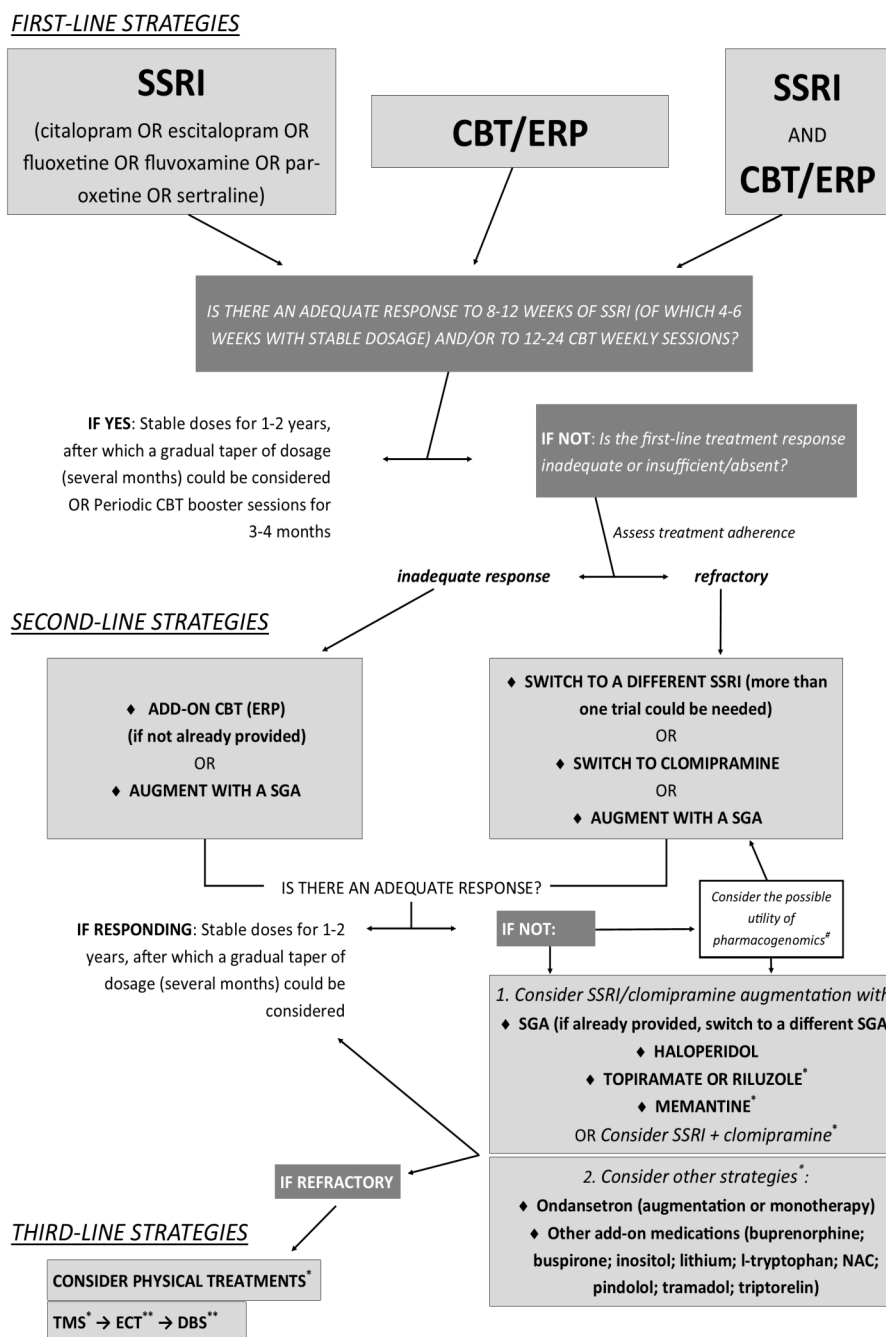 FIRST-LINE STRATEGIES
SSRI
(citalopram OR escitalopram OR
fluoxetine OR fluvoxamine OR par-
oxetine OR sertraline)
CBT/ERP
SSRI
AND
CBT/ERP
IS THERE AN ADEQUATE RESPONSE TO 8-12 WEEKS OF SSRI (OF WHICH 4-6
WEEKS WITH STABLE DOSAGE) AND/OR TO 12-24 CBT WEEKLY SESSIONS?
IF YES: Stable doses for 1-2 years,
after which a gradual taper of dosage
(several months) could be considered
OR Periodic CBT booster sessions for
3-4 months
IF NOT: Is the first-line treatment response
inadequate or insufficient/absent?
Assess treatment adherence
inadequate response
refractory
SECOND-LINE STRATEGIES
♦ ADD-ON CBT (ERP)
(if not already provided)
OR
♦ AUGMENT WITH A SGA
♦ SWITCH TO A DIFFERENT SSRI (more than
one trial could be needed)
OR
♦ SWITCH TO CLOMIPRAMINE
OR
♦ AUGMENT WITH A SGA
IS THERE AN ADEQUATE RESPONSE?
IF RESPONDING: Stable doses for 1-2
years, after which a gradual taper of
dosage (several months) could be
considered
IF NOT:
Consider the possible
utility of
pharmacogenomics#
1. Consider SSRI/clomipramine augmentation with
♦ SGA (if already provided, switch to a different SGA
♦ HALOPERIDOL
♦ TOPIRAMATE OR RILUZOLE*
♦ MEMANTINE*
OR Consider SSRI + clomipramine*
2. Consider other strategies*:
♦ Ondansetron (augmentation or monotherapy)
♦ Other add-on medications (buprenorphine;
buspirone; inositol; lithium; l-tryptophan; NAC;
pindolol; tramadol; triptorelin)
IF REFRACTORY
THIRD-LINE STRATEGIES
CONSIDER PHYSICAL TREATMENTS*
TMS* → ECT** → DBS**